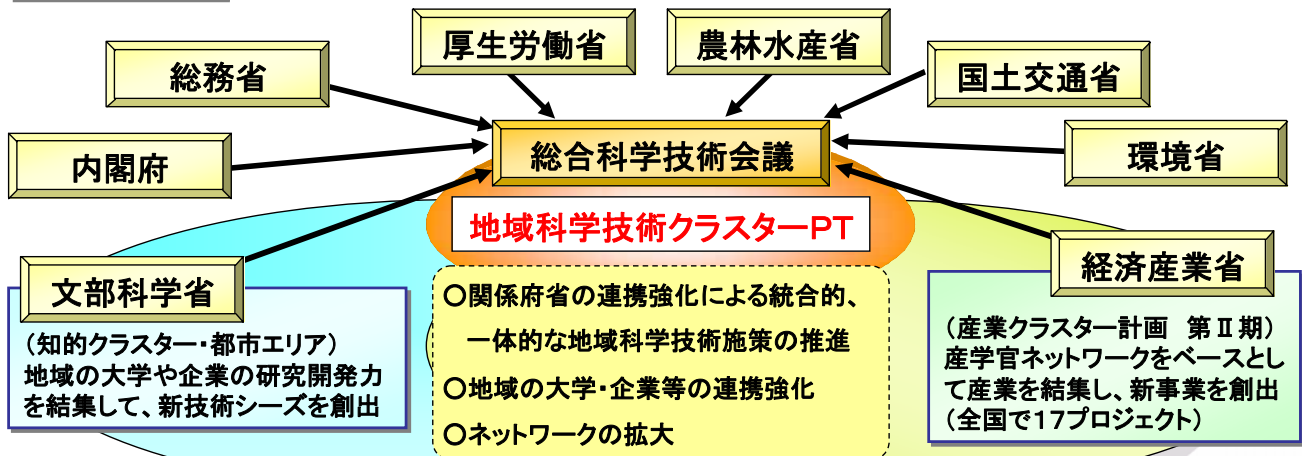 厚生労働省
農林水産省
総務省
国土交通省
内閣府
総合科学技術会議
環境省
地域科学技術クラスターPT
文部科学省
(知的クラスター・都市エリア)
地域の大学や企業の研究開発力
を結集して、新技術シーズを創出
○関係府省の連携強化による統合的、
一体的な地域科学技術施策の推進
○地域の大学・企業等の連携強化
○ネットワークの拡大
経済産業省
(産業クラスター計画 第Ⅱ期)
産学官ネットワークをベースとし
て産業を結集し、新事業を創出
(全国で17プロジェクト)